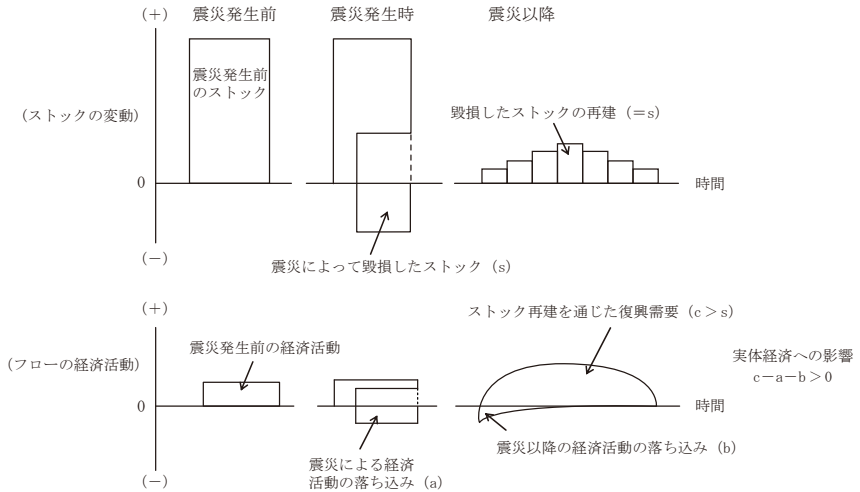 (+) 震災発生前 震災発生時 震災以降
震災発生前
のストック
(ストックの変動)
毀損したストックの再建(=s)
0
時間
(-)
震災によって毀損したストック(s)
(+)
ストック再建を通じた復興需要(c>s)
震災発生前の経済活動
(フローの経済活動)
実体経済への影響
c-a-b>0
0
時間
震災以降の経済活動の落ち込み(b)
震災による経済
活動の落ち込み(a)
(-)